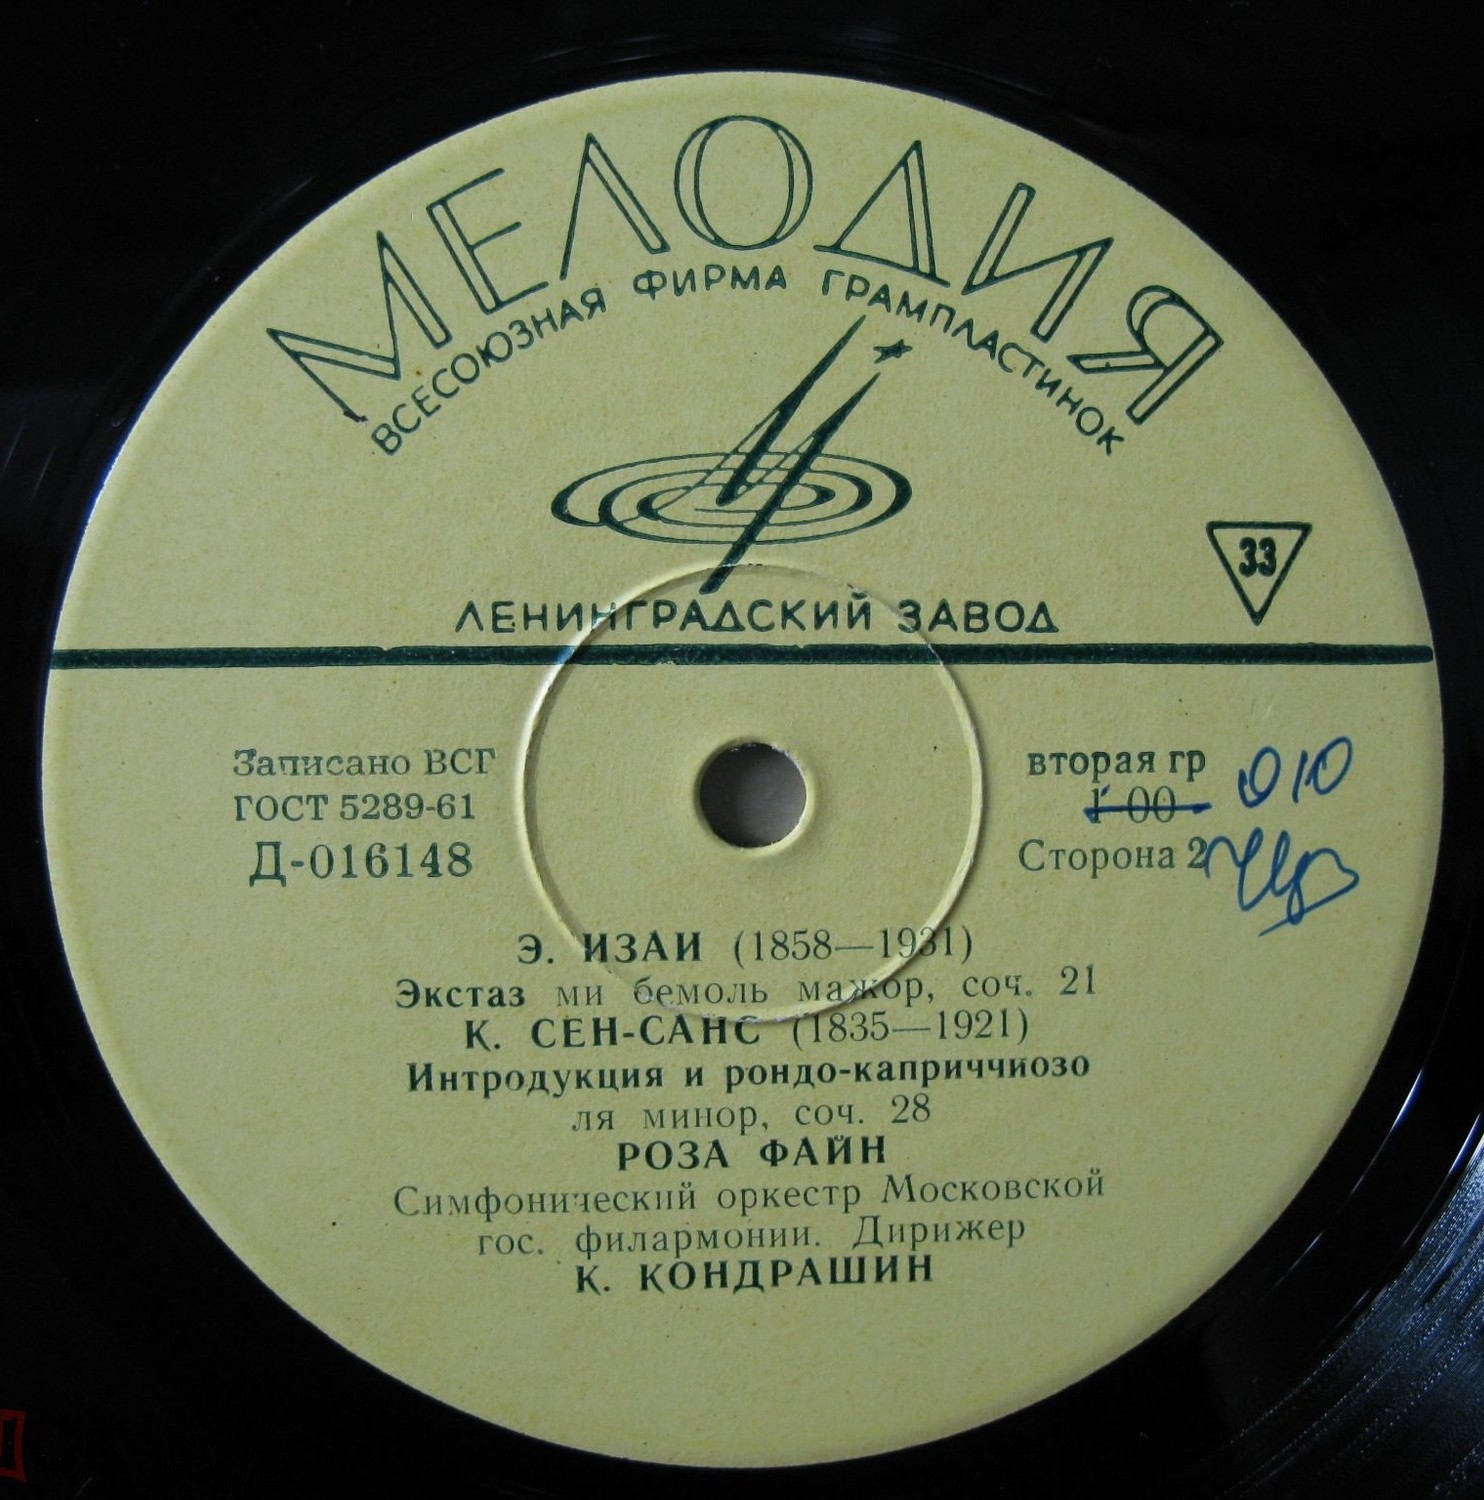 МЕЛОДИЯ
ВСЕСОЮЗНАЯ ФИРМА ГРАМПЛАСТИНОК
33
ЛЕНИНГРАДСКИЙ ЗАВОД
Записано ВСГ
ГОСТ 5289-61
Д-016148
вторая гр
1-00
010
Сторона 2
Э. ИЗАИ (1858—1931)
Экстаз ми бемоль мажор, соч. 21
К. СЕН-САНС (1835—1921)
Интродукция и рондо-каприччиозо
ля минор, соч. 28
РОЗА ФАЙН
Симфонический оркестр Московской
гос. филармонии. Дирижер
К. КОНДРАШИН